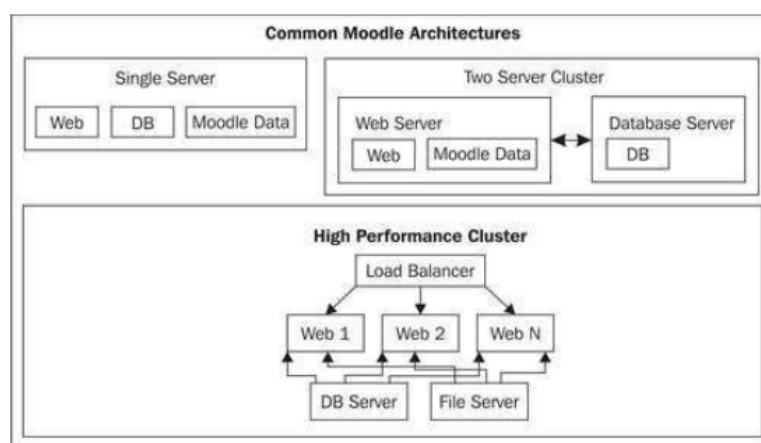 Common Moodle Architectures
Single Server
Web DB Moodle Data
Two Server Cluster
Web Server
Web Moodle Data
Database Server
DB
High Performance Cluster
Load Balancer
Web 1 Web 2 Web N
DB Server File Server